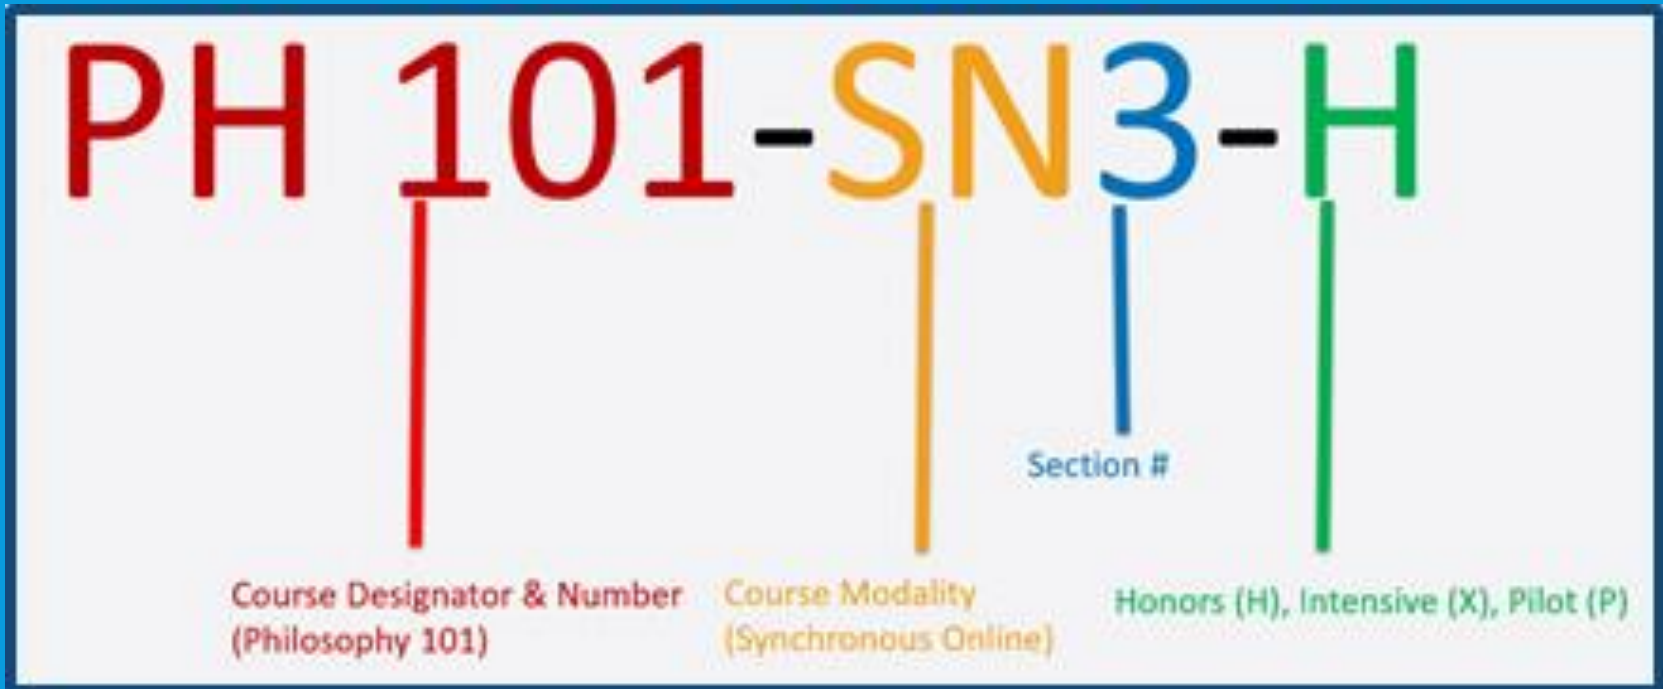 PH 101-SN3-H
Section #
Course Designator & Number
(Philosophy 101)
Course Modality
(Synchronous Online)
Honors (H), Intensive (X), Pilot (P)